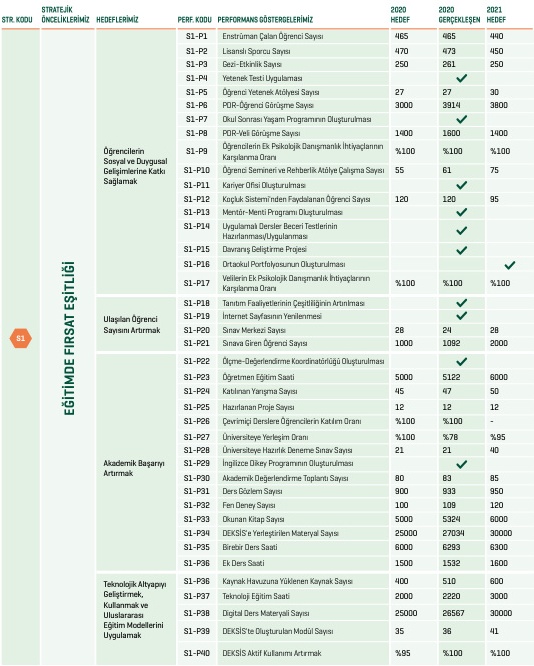 STR. KODU STRATEJİK ÖNCELİKLERİMİZ HEDEFLERİMİZ PERF. KODU PERFORMANS GÖSTERGELERİMİZ 2020 HEDEF 2020 GERÇEKLEŞEN 2021 HEDEF
S1
EĞİTİMDE FIRSAT EŞİTLİĞİ
Öğrencilerin
Sosyal ve Duygusal
Gelişimlerine Katkı
Sağlamak
S1-P1 Enstrüman Çalan Öğrenci Sayısı 465 465 440
S1-P2 Lisanslı Sporcu Sayısı 470 473 450
S1-P3 Gezi-Etkinlik Sayısı 250 261 250
S1-P4 Yetenek Testi Uygulaması ✓
S1-P5 Öğrenci Yetenek Atölyesi Sayısı 27 27 30
S1-P6 PDR-Öğrenci Görüşme Sayısı 3000 3914 3800
S1-P7 Okul Sonrası Yaşam Programının Oluşturulması ✓
S1-P8 PDR-Veli Görüşme Sayısı 1400 1600 1400
S1-P9 Öğrencilerin Ek Psikolojik Danışmanlık İhtiyaçlarının
Karşılanma Oranı %100 %100 %100
S1-P10 Öğrenci Semineri ve Rehberlik Atölye Çalışma Sayısı 55 61 75
S1-P11 Kariyer Ofisi Oluşturulması ✓
S1-P12 Koçluk Sistemi'nden Faydalanan Öğrenci Sayısı 120 120 95
S1-P13 Mentör-Menti Programı Oluşturulması ✓
S1-P14 Uygulamalı Dersler Beceri Testlerinin
Hazırlanması/Uygulanması ✓
S1-P15 Davranış Geliştirme Projesi ✓
S1-P16 Ortaokul Portfolyosunun Oluşturulması ✓
S1-P17 Velilerin Ek Psikolojik Danışmanlık İhtiyaçlarının
Karşılanma Oranı %100 %100 %100
Ulaşılan Öğrenci
Sayısını Artırmak
S1-P18 Tanıtım Faaliyetlerinin Çeşitliliğinin Artırılması ✓
S1-P19 İnternet Sayfasının Yenilenmesi ✓
S1-P20 Sınav Merkezi Sayısı 28 24 28
S1-P21 Sınava Giren Öğrenci Sayısı 1000 1092 2000
Akademik Başarıyı
Artırmak
S1-P22 Ölçme-Değerlendirme Koordinatörlüğü Oluşturulması ✓
S1-P23 Öğretmen Eğitim Saati 5000 5122 6000
S1-P24 Katılınan Yarışma Sayısı 45 47 50
S1-P25 Hazırlanan Proje Sayısı 12 12 12
S1-P26 Çevrimiçi Derslere Öğrencilerin Katılım Oranı %100 %100 -
S1-P27 Üniversiteye Yerleşim Oranı %100 %78 %95
S1-P28 Üniversiteye Hazırlık Deneme Sınav Sayısı 21 21 40
S1-P29 İngilizce Dikey Programının Oluşturulması ✓
S1-P30 Akademik Değerlendirme Toplantı Sayısı 80 83 85
S1-P31 Ders Gözlem Sayısı 900 933 950
S1-P32 Fen Deney Sayısı 100 109 120
S1-P33 Okunan Kitap Sayısı 5000 5324 6000
S1-P34 DEKSİS'e Yerleştirilen Materyal Sayısı 25000 27034 30000
S1-P35 Birebir Ders Saati 6000 6293 6300
S1-P36 Ek Ders Saati 1500 1532 1600
Teknolojik Altyapıyı
Geliştirmek,
Kullanmak ve
Uluslararası
Eğitim Modellerini
Uygulamak
S1-P36 Kaynak Havuzuna Yüklenen Kaynak Sayısı 400 510 600
S1-P37 Teknoloji Eğitim Saati 2000 2220 3000
S1-P38 Digital Ders Materyali Sayısı 25000 26567 30000
S1-P39 DEKSİS'te Oluşturulan Modül Sayısı 35 36 41
S1-P40 DEKSİS Aktif Kullanımı Artırmak %95 %100 %100